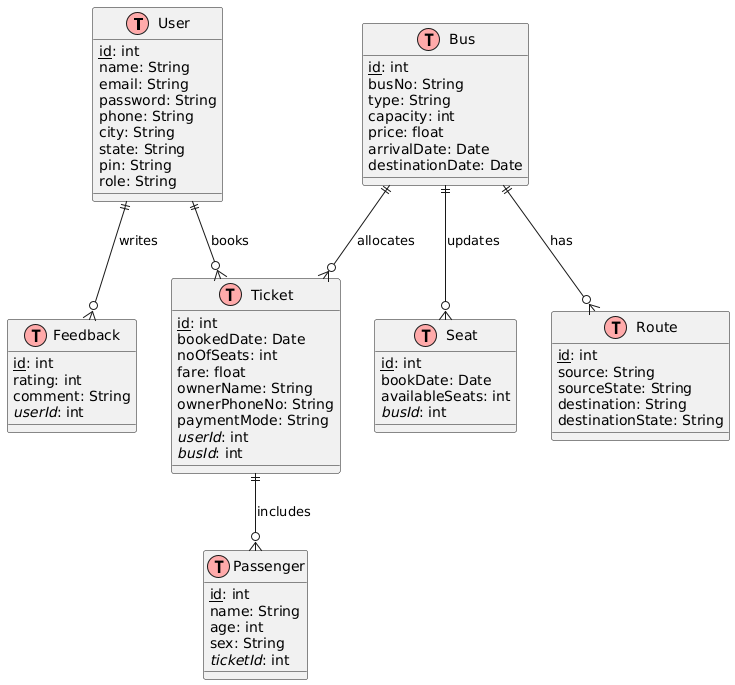 T User
id: int
name: String
email: String
password: String
phone: String
city: String
state: String
pin: String
role: String
T Bus
id: int
busNo: String
type: String
capacity: int
price: float
arrivalDate: Date
destinationDate: Date
writes
books
allocates
updates
has
T Feedback
id: int
rating: int
comment: String
userId: int
T Ticket
id: int
bookedDate: Date
noOfSeats: int
fare: float
ownerName: String
ownerPhoneNo: String
paymentMode: String
userId: int
busId: int
T Seat
id: int
bookDate: Date
availableSeats: int
busId: int
T Route
id: int
source: String
sourceState: String
destination: String
destinationState: String
includes
T Passenger
id: int
name: String
age: int
sex: String
ticketId: int